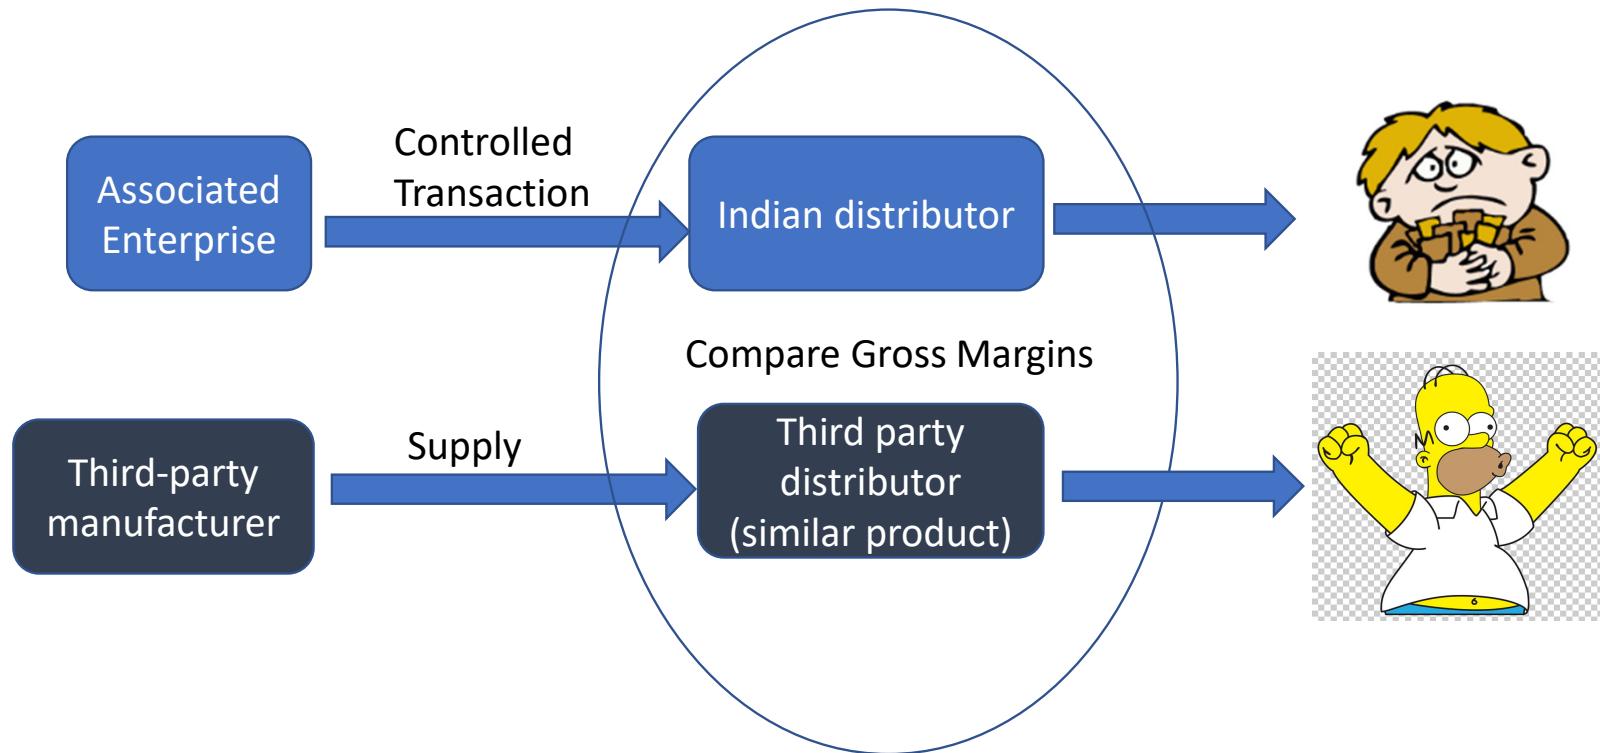 Controlled
Transaction
Associated
Enterprise
Indian distributor
Compare Gross Margins
Third-party
manufacturer
Supply
Third party
distributor
(similar product)